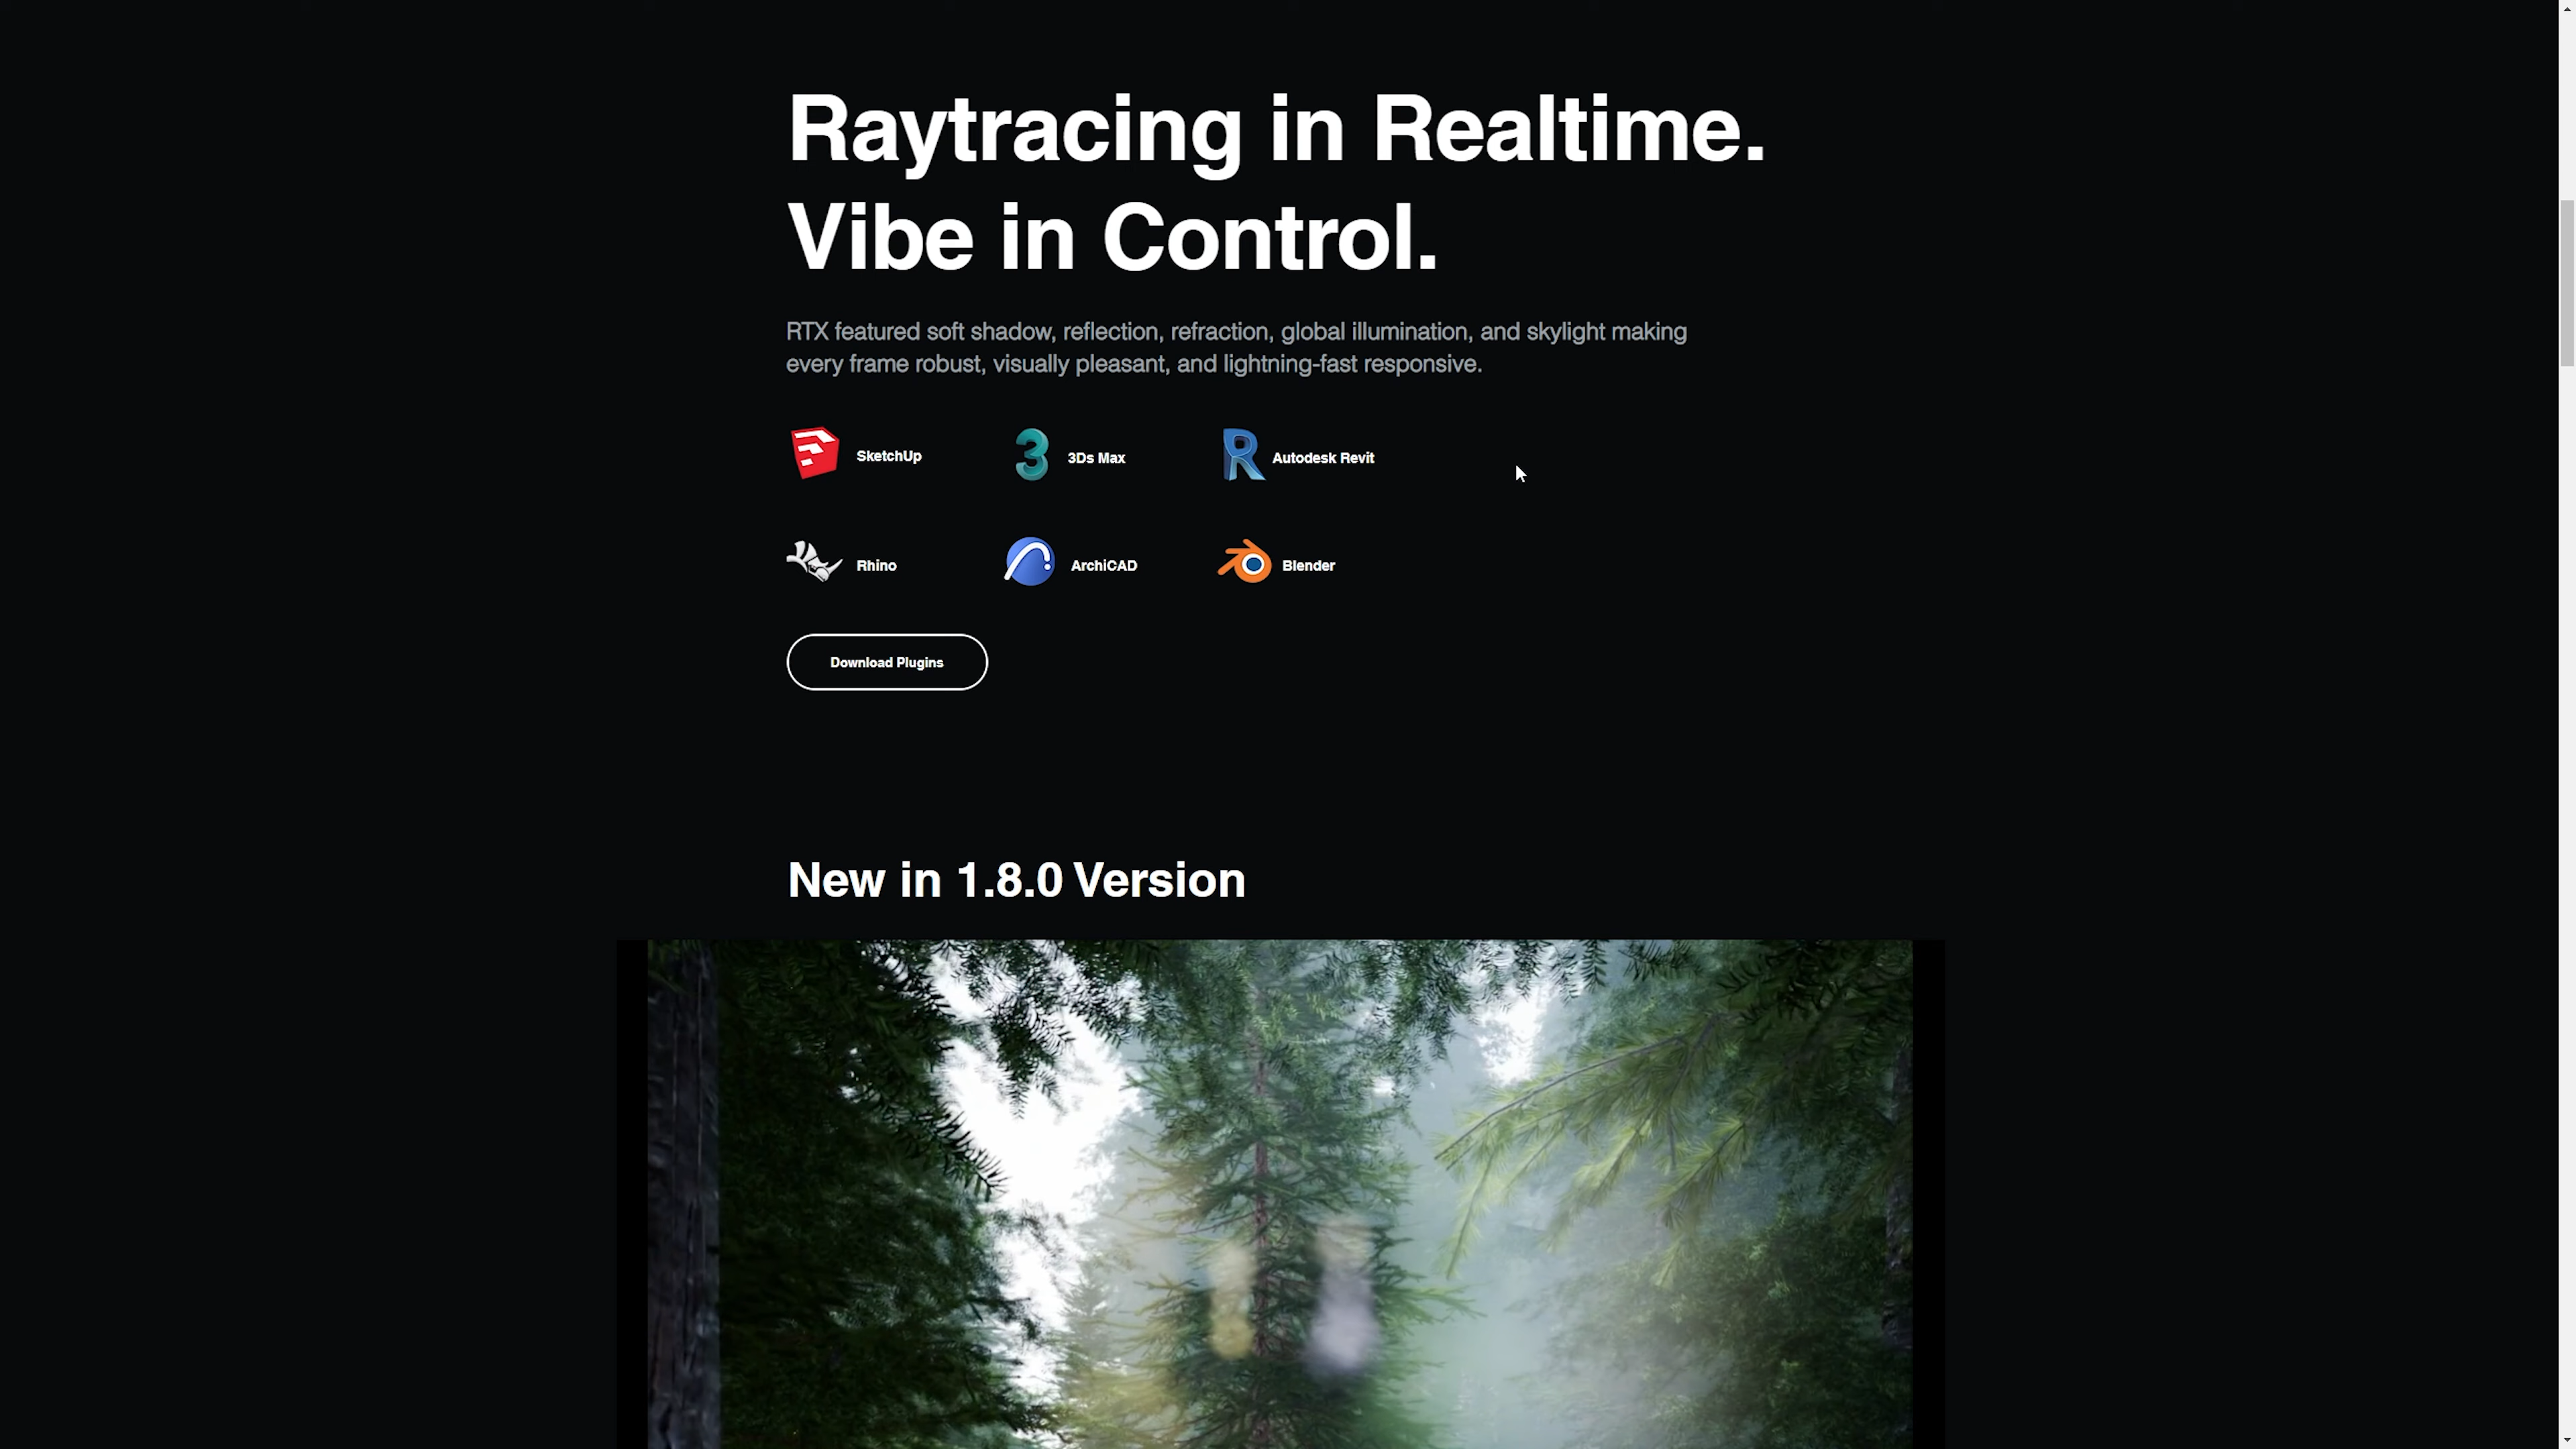 Raytracing in Realtime.
Vibe in Control.
RTX featured soft shadow, reflection, refraction, global illumination, and skylight making
every frame robust, visually pleasant, and lightning-fast responsive.
SketchUp
3Ds Max
Autodesk Revit
Rhino
ArchiCAD
Blender
Download Plugins
New in 1.8.0 Version